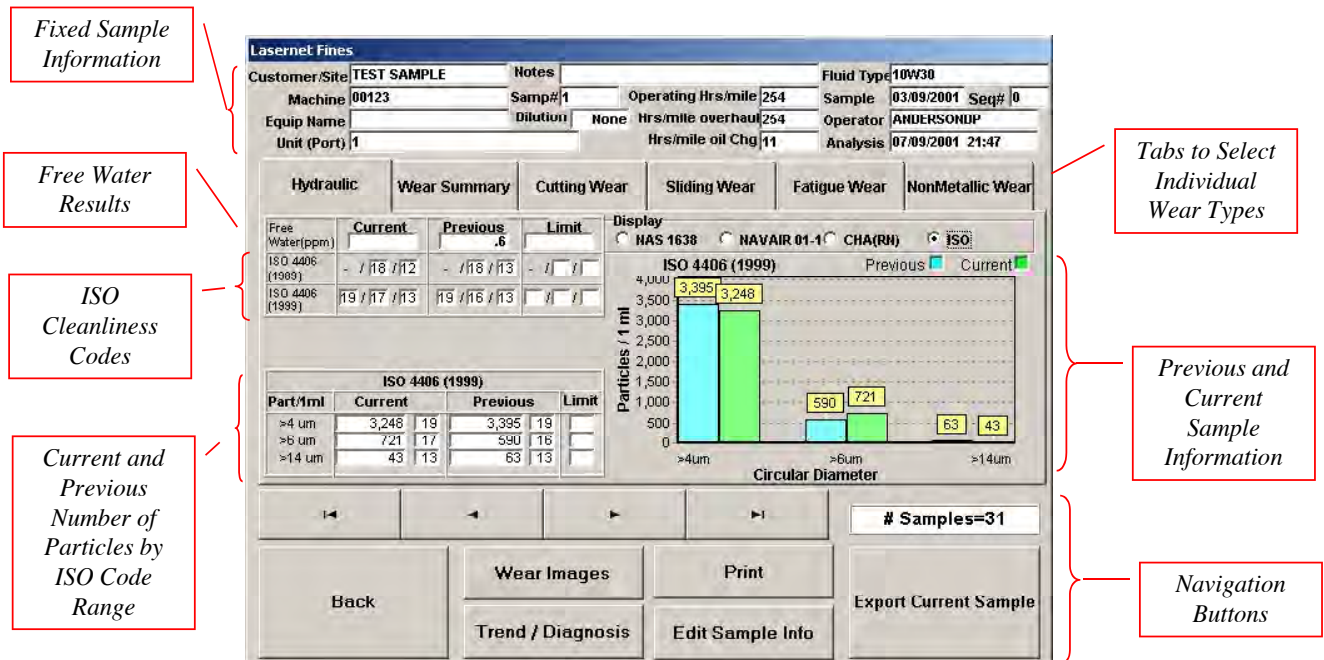 Fixed Sample
Information
Free Water
Results
ISO
Cleanliness
Codes
Current and
Previous
Number of
Particles by
ISO Code
Range
Lasernet Fines
Customer/Site TEST SAMPLE Notes Fluid Type 10W30
Machine 00123 Samp# 1 Operating Hrs/mile 254 Sample 03/09/2001 Seq# 0
Equip Name Dilution None Hrs/mile overhaul 254 Operator ANDERSONDP
Unit (Port) 1 Hrs/mile oil Chg 11 Analysis 07/09/2001 21:47
Hydraulic Wear Summary Cutting Wear Sliding Wear Fatigue Wear NonMetallic Wear
Free Water(ppm) Current Previous .6 Limit
ISO 4406 (1989) - / 18 / 12 - / 18 / 13 - / /
ISO 4406 (1999) 19 / 17 / 13 19 / 16 / 13 / /
ISO 4406 (1999)
Part/1ml Current Previous Limit
>4 um 3,248 19 3,395 19
>6 um 721 17 590 16
>14 um 43 13 63 13
Display
NAS 1638 NAVAIR 01-1 CHA(RN) ISO
ISO 4406 (1999) Previous Current
Particles / 1 ml
4,000
3,500
3,000
2,500
2,000
1,500
1,000
500
0
3,395 3,248
590 721
63 43
>4um >6um >14um
Circular Diameter
# Samples=31
Back
Wear Images
Print
Trend / Diagnosis
Edit Sample Info
Export Current Sample
Tabs to Select
Individual
Wear Types
Previous and
Current
Sample
Information
Navigation
Buttons